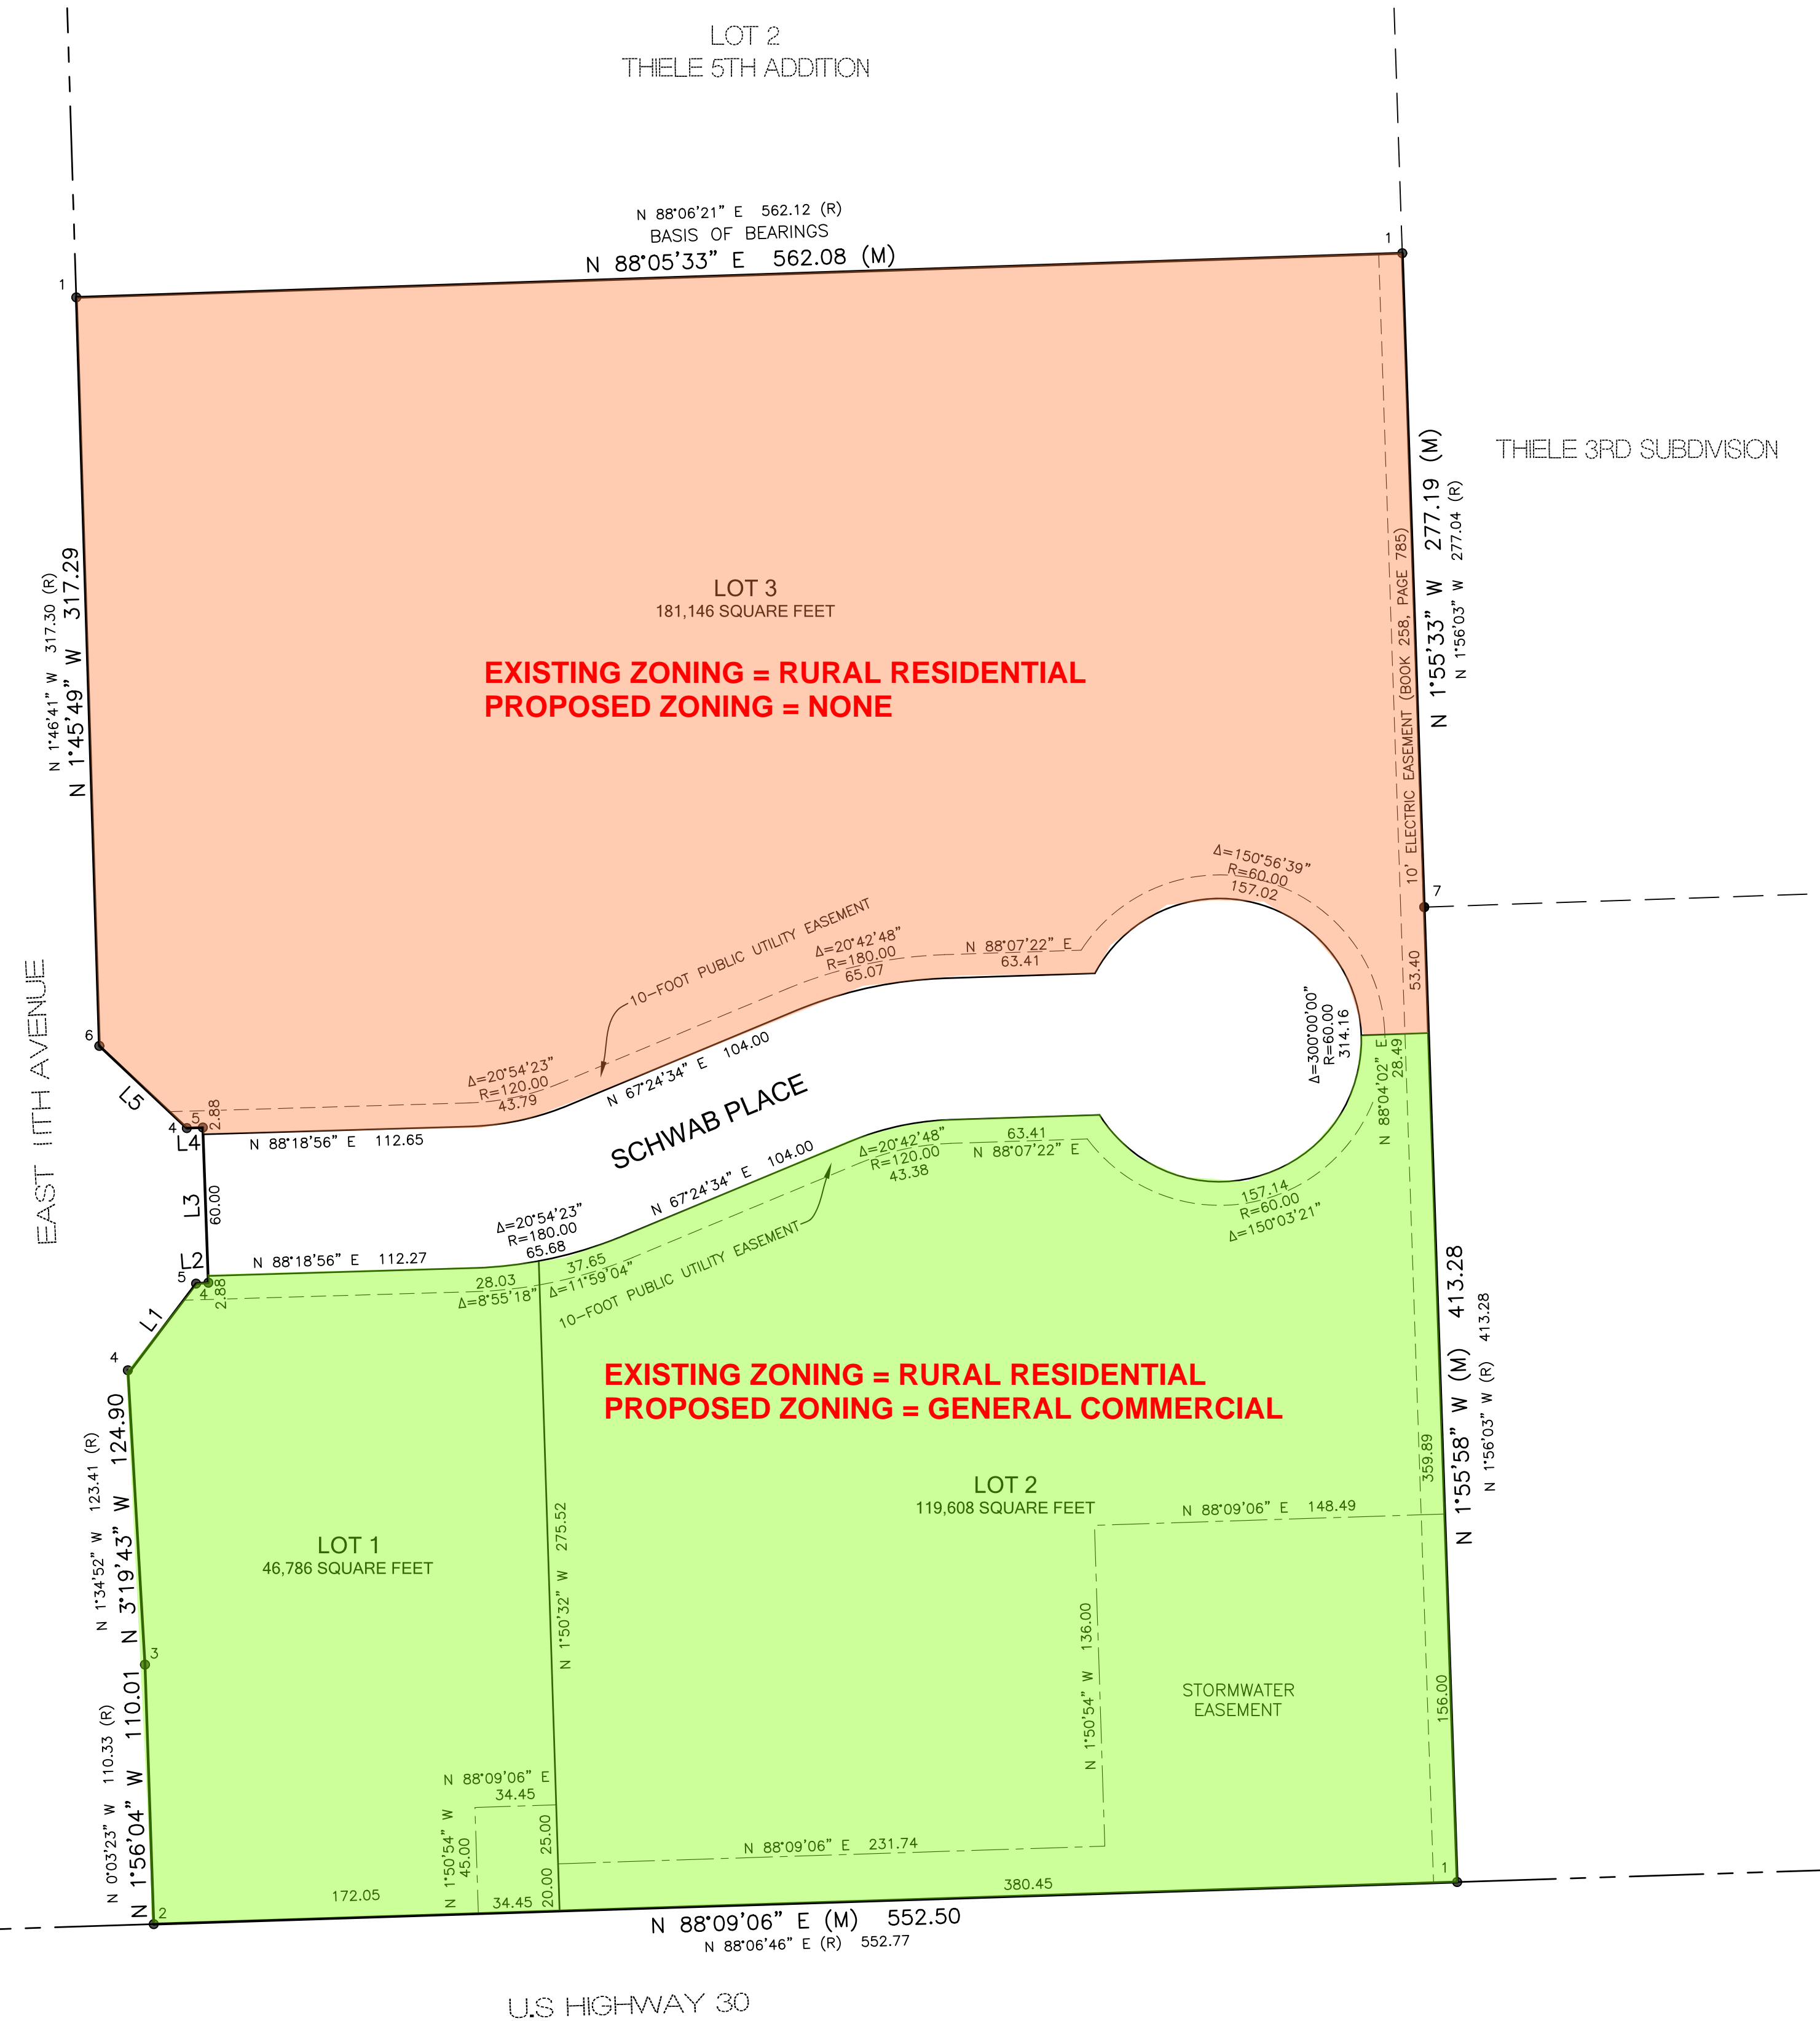 LOT 2
THIELE 5TH ADDITION
N 88°06'21" E 562.12 (R)
BASIS OF BEARINGS
N 88°05'33" E 562.08 (M)
1
1
THIELE 3RD SUBDIVISION
N 1°55'33" W 277.19 (M)
N 1°56'03" W 277.04 (R)
10' ELECTRIC EASEMENT (BOOK 258, PAGE 785)
N 1°46'41" W 317.30 (R)
N 1°45'49" W 317.29
LOT 3
181,146 SQUARE FEET
EXISTING ZONING = RURAL RESIDENTIAL
PROPOSED ZONING = NONE
Δ=150°56'39"
R=60.00
157.02
7
53.40
10-FOOT PUBLIC UTILITY EASEMENT
Δ=20°42'48"
R=180.00
65.07
N 88°07'22" E
63.41
EAST 11TH AVENUE
6
L5
4
5
L4
2.88
N 88°18'56" E 112.65
Δ=20°54'23"
R=120.00
43.79
N 67°24'34" E 104.00
SCHWAB PLACE
Δ=300°00'00"
R=60.00
314.16
N 88°04'02" E
28.49
L3
60.00
L2
5
4
2.88
L1
4
N 88°18'56" E 112.27
Δ=20°54'23"
R=180.00
65.68
28.03
Δ=8°55'18"
37.65
Δ=11°59'04"
N 67°24'34" E 104.00
10-FOOT PUBLIC UTILITY EASEMENT
Δ=20°42'48"
R=120.00
43.38
63.41
N 88°07'22" E
157.14
R=60.00
Δ=150°03'21"
EXISTING ZONING = RURAL RESIDENTIAL
PROPOSED ZONING = GENERAL COMMERCIAL
N 1°55'58" W (M) 413.28
N 1°56'03" W (R) 413.28
359.89
N 1°34'52" W 123.41 (R)
N 3°19'43" W 124.90
3
LOT 1
46,786 SQUARE FEET
N 1°50'32" W 275.52
LOT 2
119,608 SQUARE FEET
N 88°09'06" E 148.49
N 1°50'54" W 136.00
STORMWATER
EASEMENT
156.00
N 0°03'23" W 110.33 (R)
N 1°56'04" W 110.01
2
N 88°09'06" E
34.45
N 1°50'54" W
45.00
25.00
20.00
N 88°09'06" E 231.74
172.05
34.45
380.45
1
N 88°09'06" E (M) 552.50
N 88°06'46" E (R) 552.77
U.S HIGHWAY 30